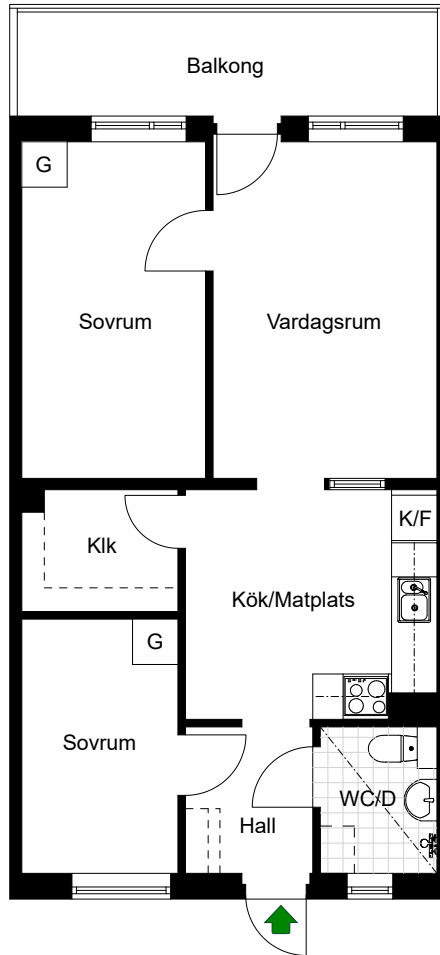 Balkong
G
Sovrum
Vardagsrum
K/F
Klk
Kök/Matplats
G
Sovrum
WC/D
Hall